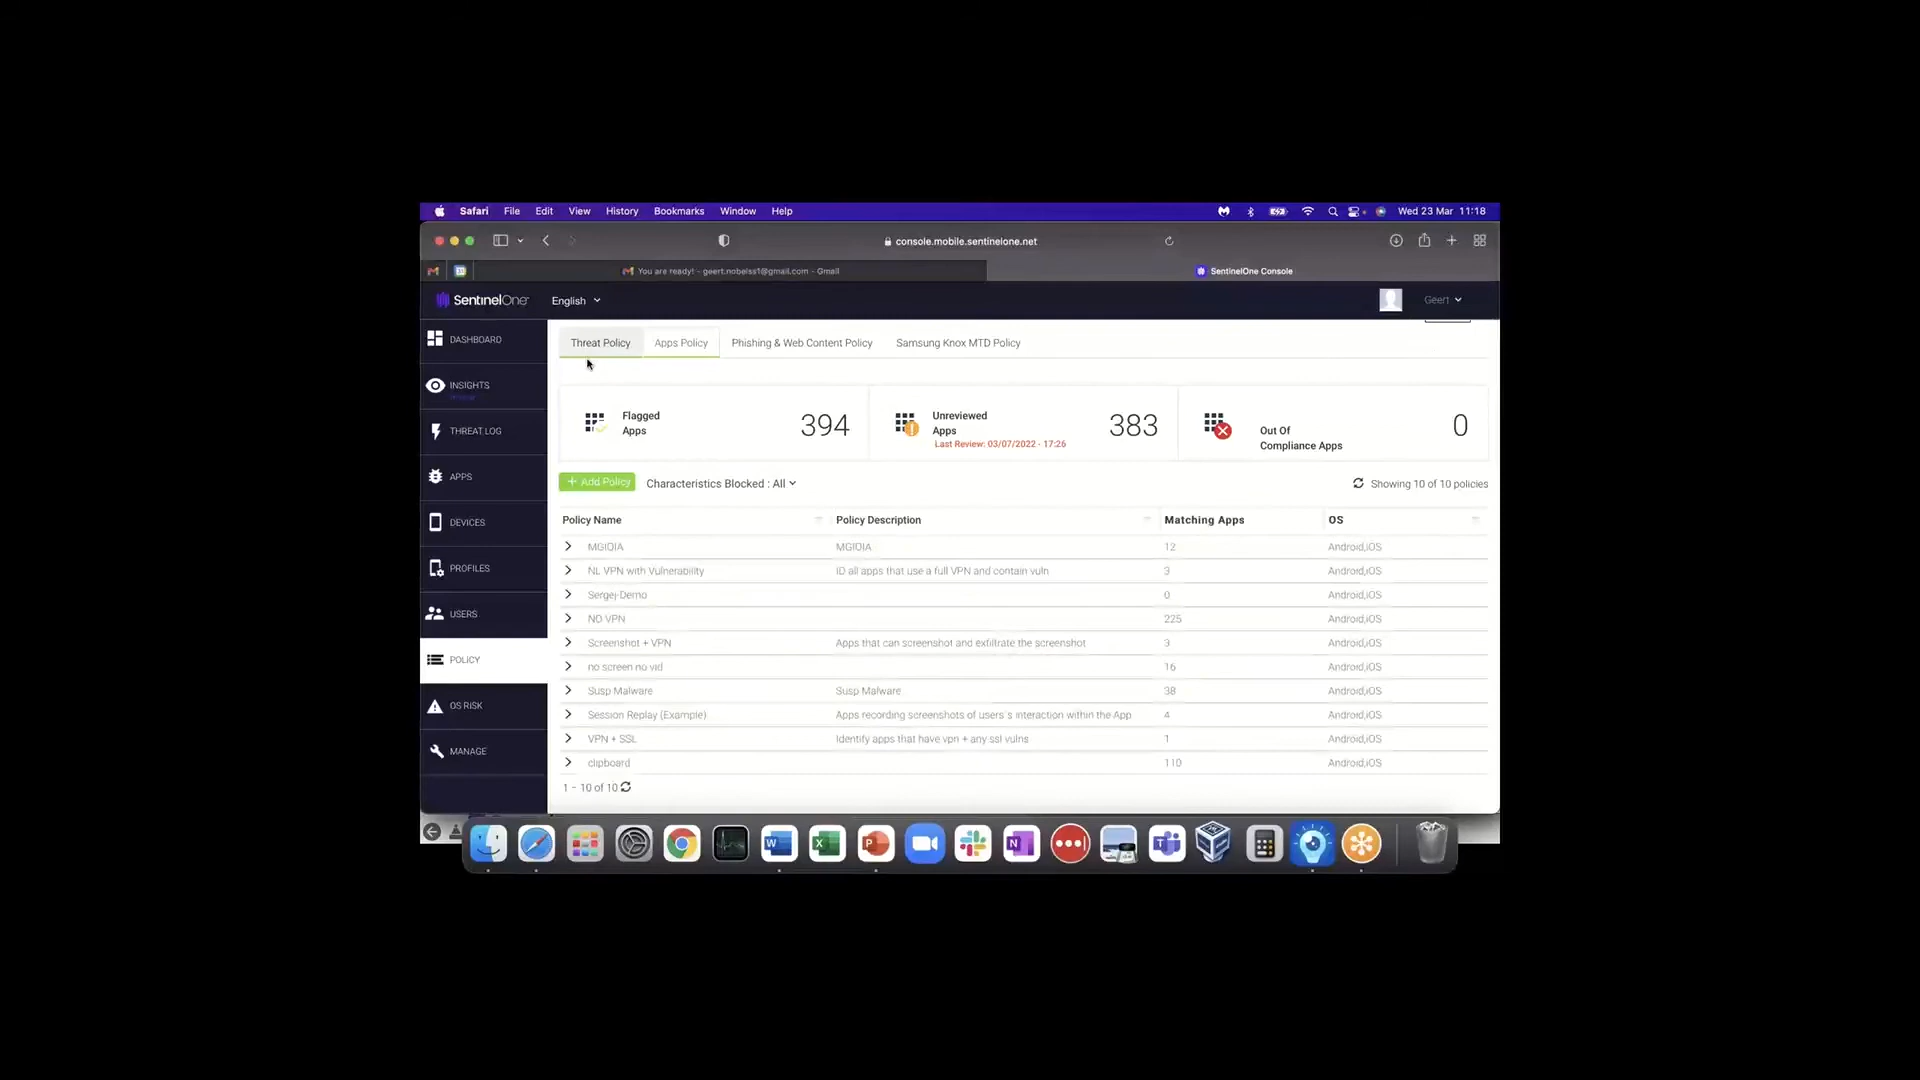 Safari File Edit View History Bookmarks Window Help Wed 23 Mar 11:18
console.mobile.sentinelone.net
You are ready! - geert.nobelss1@gmail.com - Gmail
SentinelOne Console
SentinelOne English Geert
DASHBOARD
INSIGHTS
THREAT LOG
APPS
DEVICES
PROFILES
USERS
POLICY
OS RISK
MANAGE
Threat Policy Apps Policy Phishing & Web Content Policy Samsung Knox MTD Policy
Flagged
Apps
394
Unreviewed
Apps
Last Review: 03/07/2022 - 17:26
383
Out Of
Compliance Apps
0
+ Add Policy Characteristics Blocked : All Showing 10 of 10 policies
Policy Name Policy Description Matching Apps OS
MGIOIA MGIOIA 12 Android,iOS
NL VPN with Vulnerability ID all apps that use a full VPN and contain vuln 3 Android,iOS
Sergej-Demo 0 Android,iOS
NO VPN 225 Android,iOS
Screenshot + VPN Apps that can screenshot and exfiltrate the screenshot 3 Android,iOS
no screen no vid 16 Android,iOS
Susp Malware Susp Malware 38 Android,iOS
Session Replay (Example) Apps recording screenshots of users's interaction within the App 4 Android,iOS
VPN + SSL Identify apps that have vpn + any ssl vulns 1 Android,iOS
clipboard 110 Android,iOS
1 - 10 of 10